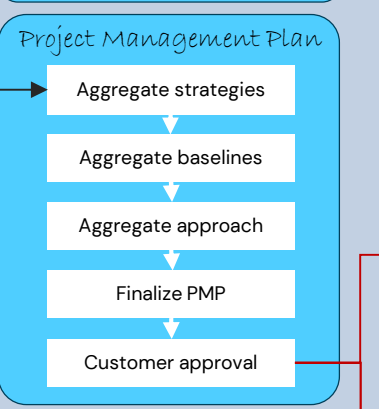 Project Management Plan
Aggregate strategies
Aggregate baselines
Aggregate approach
Finalize PMP
Customer approval